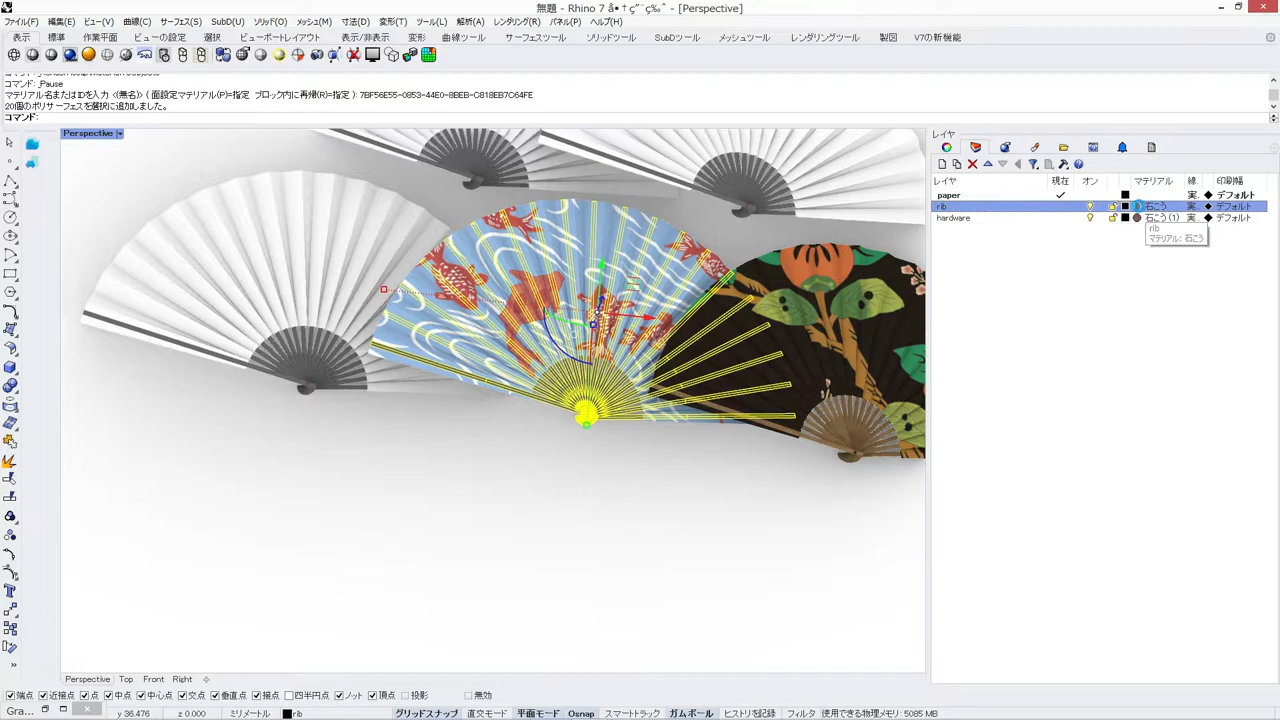 無題 - Rhino 7 å•†ç”¨ç‰ˆ - [Perspective]
ファイル(F) 編集(E) ビュー(V) 曲線(C) サーフェス(S) SubD(U) ソリッド(O) メッシュ(M) 寸法(D) 変形(T) ツール(L) 解析(A) レンダリング(R) パネル(P) ヘルプ(H)
表示 標準 作業平面 ビューの設定 選択 ビューポートレイアウト 表示/非表示 変形 曲線ツール サーフェスツール ソリッドツール SubDツール メッシュツール レンダリングツール 製図 V7の新機能
コマンド: _Pause
マテリアル名またはIDを入力 <(無名)> ( 面設定マテリアル(P)=指定 ブロック内に再帰(R)=指定 ): 7BF56E55-0853-44E0-8BEB-C818EB7C64FE
20個のポリサーフェスを選択に追加しました。
コマンド:
Perspective
レイヤ
レイヤ 現在 オン マテリアル 線 印刷幅
paper 実. デフォルト
rib 石こう 実. デフォルト
hardware 石こう (1) 実. デフォルト
rib
マテリアル: 石こう
Perspective Top Front Right
端点 近接点 点 中点 中心点 交点 垂直点 接点 四半円点 ノット 頂点 投影 無効
Gra...
y 36.476 z 0.000 ミリメートル rib グリッドスナップ 直交モード 平面モード Osnap スマートトラック ガムボール ヒストリを記録 フィルタ 使用できる物理メモリ: 5085 MB